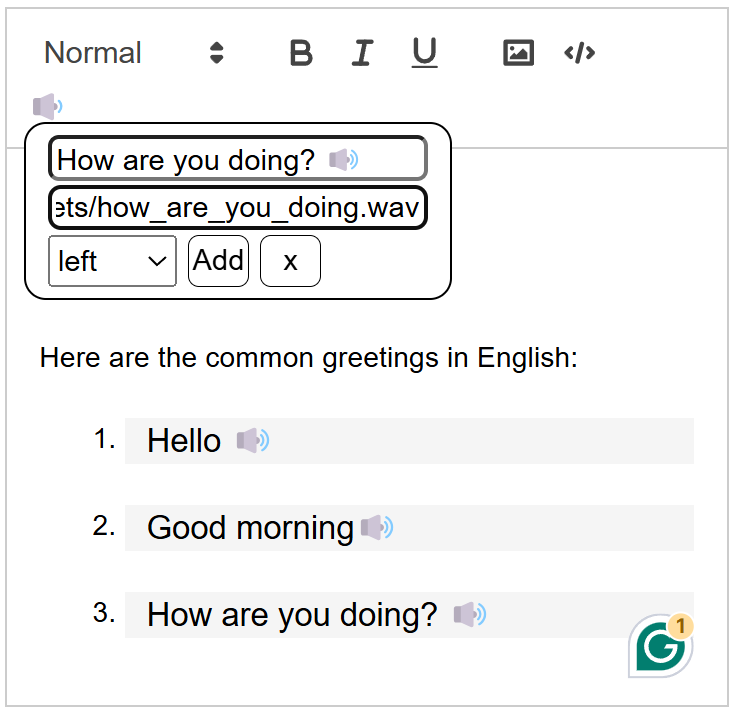 Normal B I U </>
How are you doing? 🔊
ets/how_are_you_doing.wav
left Add x
Here are the common greetings in English:
1. Hello 🔊
2. Good morning🔊
3. How are you doing? 🔊
1